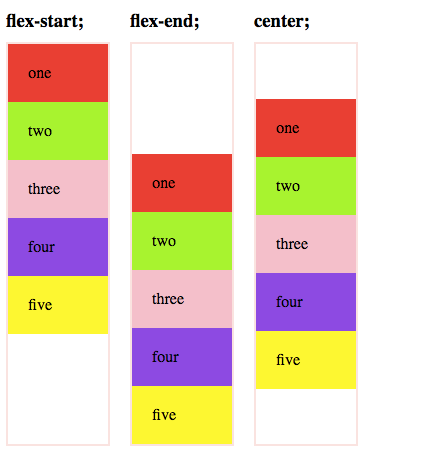 flex-start;
one
two
three
four
five
flex-end;
one
two
three
four
five
center;
one
two
three
four
five